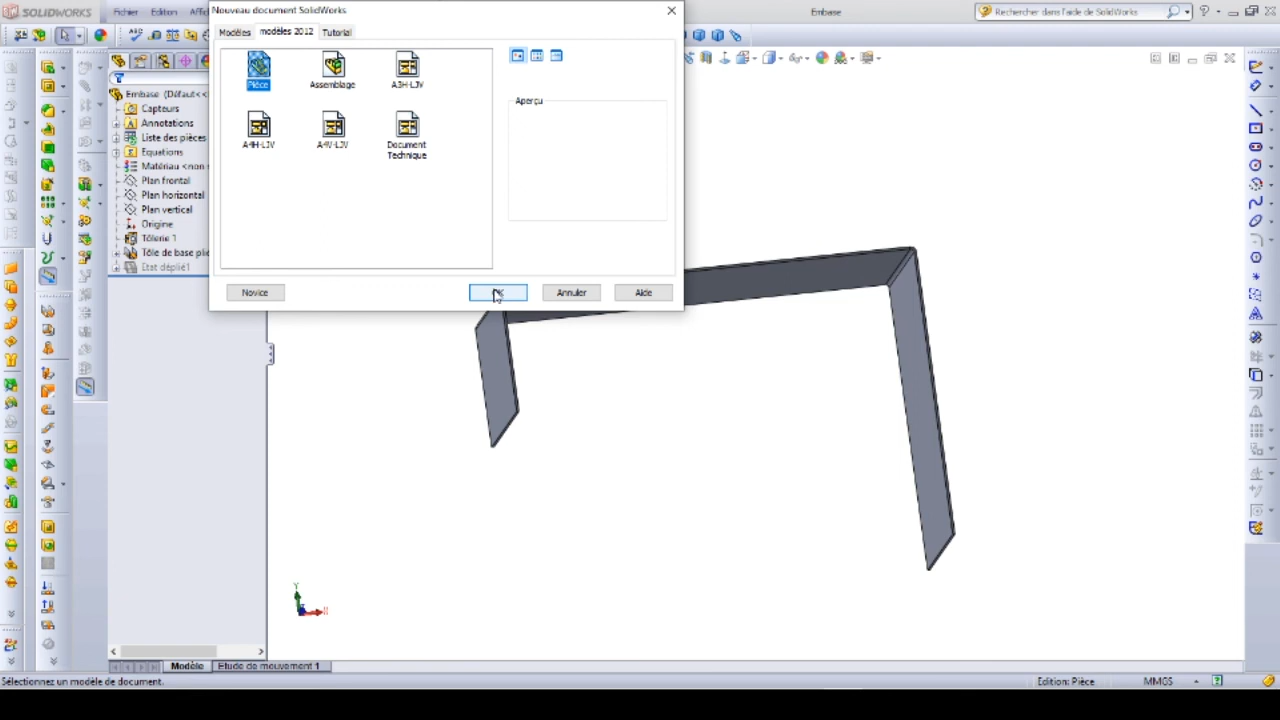 SOLIDWORKS
Fichier
Edition
Embase
Rechercher dans l'aide de SolidWorks
Nouveau document SolidWorks
Modèles
modèles 2012
Tutorial
Pièce
Assemblage
A3H-LJV
A4H-LJV
A4V-LJV
Document
Technique
Aperçu
Novice
Annuler
Aide
Embase (Défaut<<
Capteurs
Annotations
Liste des pièces
Equations
Matériau <non
Plan frontal
Plan horizontal
Plan vertical
Origine
Tôlerie 1
Tôle de base plié
Etat déplié1
Y
X
Modèle
Etude de mouvement 1
Sélectionnez un modèle de document.
Edition: Pièce
MMGS